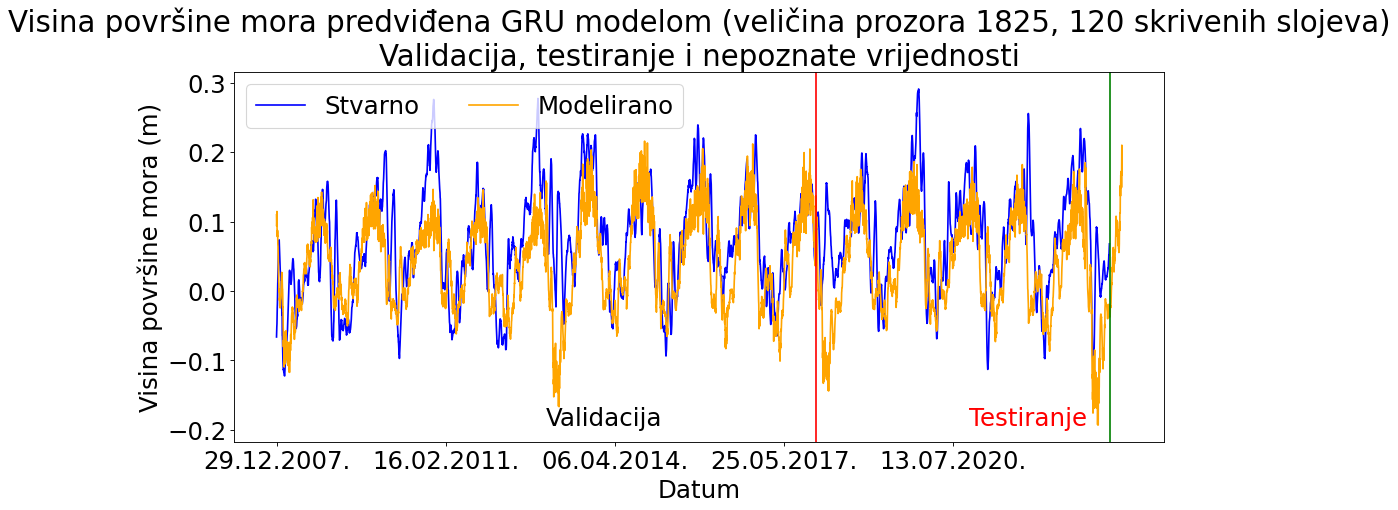 Visina površine mora predviđena GRU modelom (veličina prozora 1825, 120 skrivenih slojeva)
Validacija, testiranje i nepoznate vrijednosti
Stvarno
Modelirano
Visina površine mora (m)
0.3
0.2
0.1
0.0
−0.1
−0.2
Validacija
Testiranje
29.12.2007.
16.02.2011.
06.04.2014.
25.05.2017.
13.07.2020.
Datum